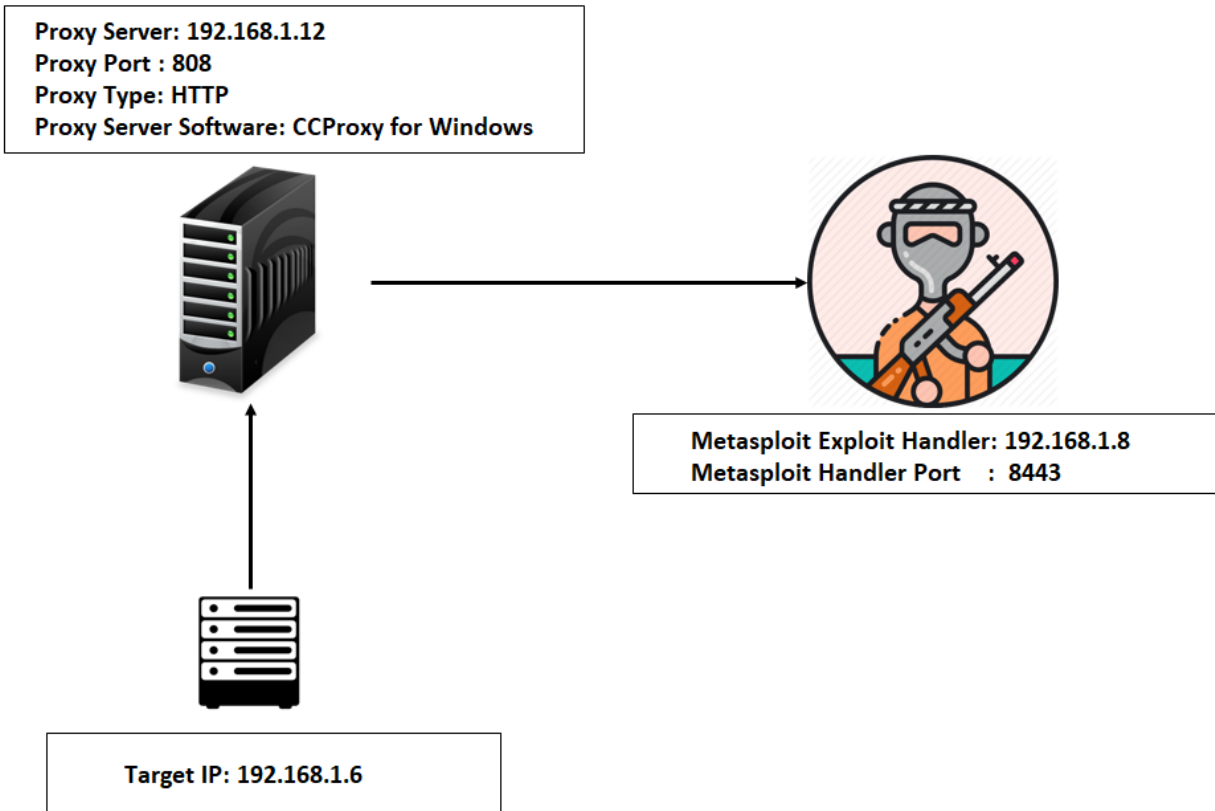 Proxy Server: 192.168.1.12
Proxy Port : 808
Proxy Type: HTTP
Proxy Server Software: CCProxy for Windows
Metasploit Exploit Handler: 192.168.1.8
Metasploit Handler Port : 8443
Target IP: 192.168.1.6